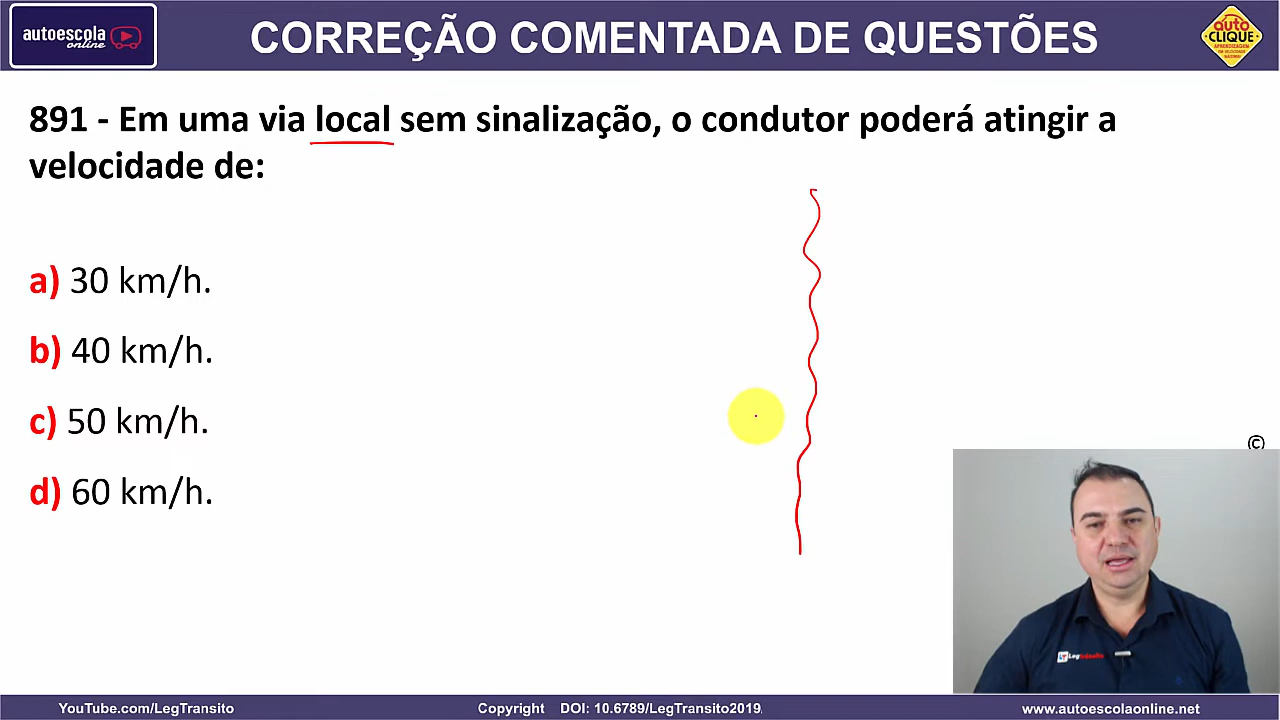 autoescola
online
CORREÇÃO COMENTADA DE QUESTÕES
auto
CLIQUE
891 - Em uma via local sem sinalização, o condutor poderá atingir a
velocidade de:
a) 30 km/h.
b) 40 km/h.
c) 50 km/h.
d) 60 km/h.
©
Legtrânsito
YouTube.com/LegTransito
Copyright DOI: 10.6789/LegTransito2019
www.autoescolaonline.net